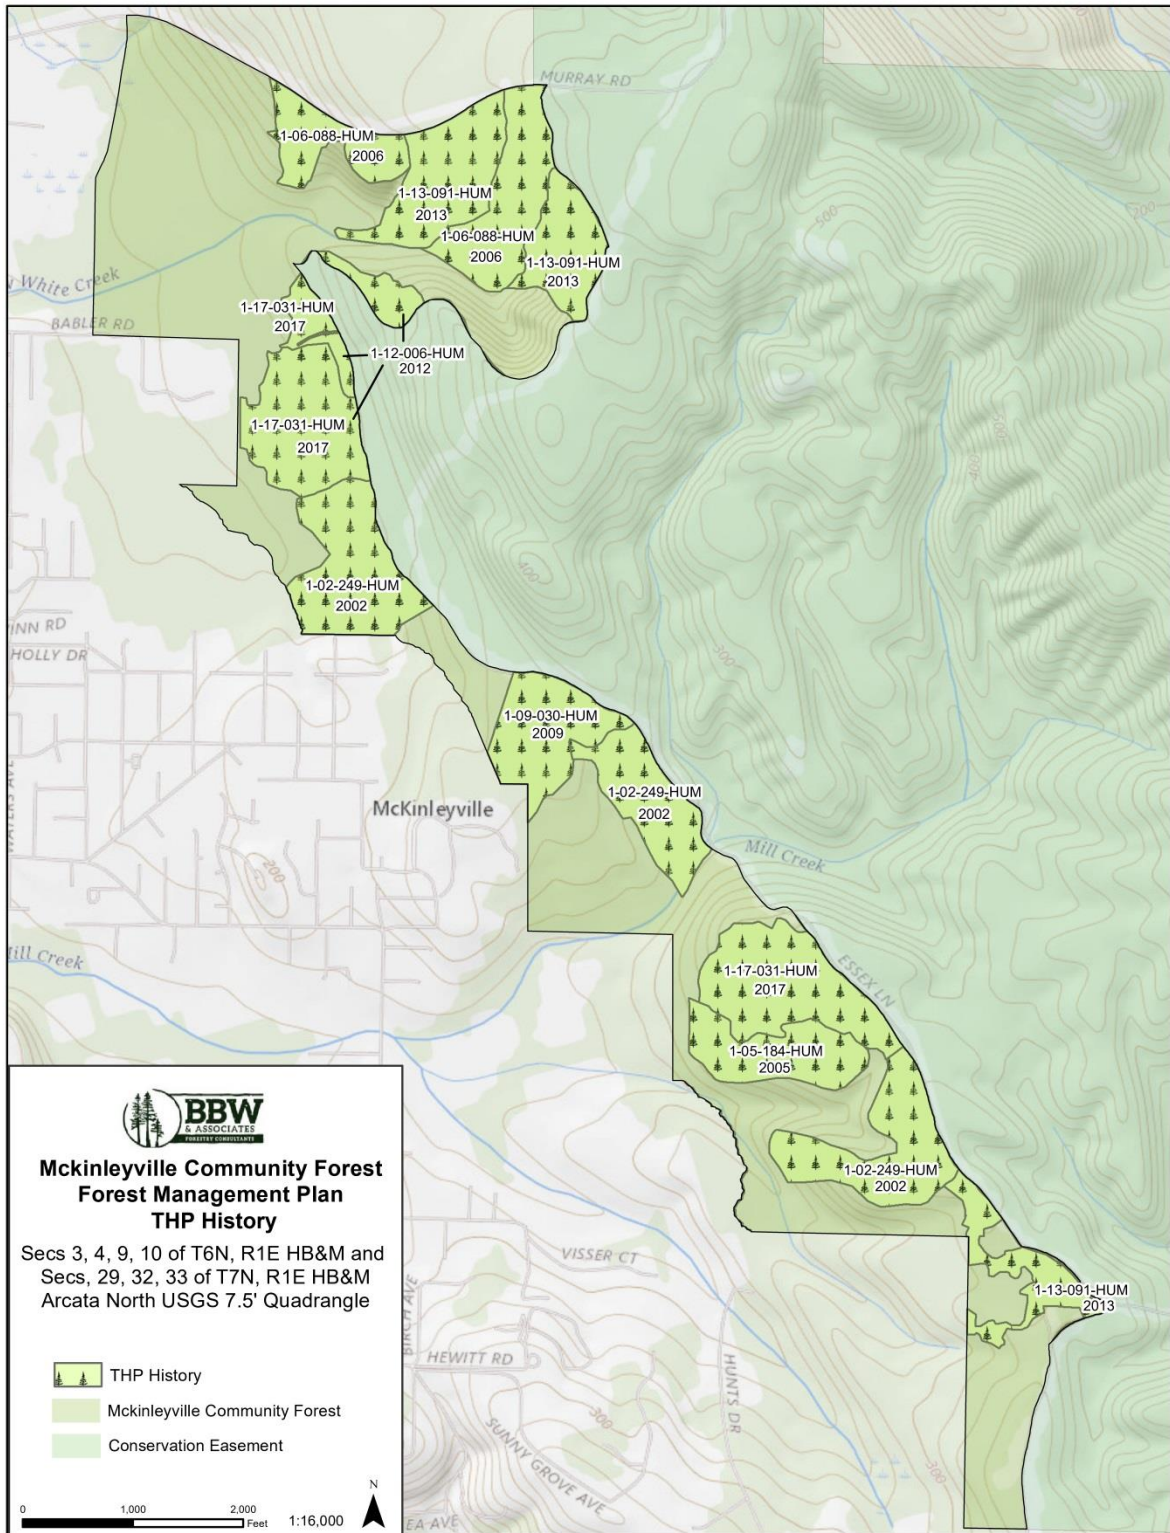 MURRAY RD
1-06-088-HUM
2006
1-13-091-HUM
2013
500
200
1-06-088-HUM
2006
1-13-091-HUM
2013
White Creek
BABLER RD
1-17-031-HUM
2017
1-12-006-HUM
2012
500
1-17-031-HUM
2017
400
400
1-02-249-HUM
2002
INN RD
HOLLY DR
300
1-09-030-HUM
2009
WATERS AVE
McKinleyville
1-02-249-HUM
2002
Mill Creek
200
Mill Creek
1-17-031-HUM
2017
ESSEX LN
1-05-184-HUM
2005
1-02-249-HUM
2002
VISSER CT
1-13-091-HUM
2013
BIRCH AVE
HEWITT RD
HUNTS DR
SUNNY GROVE AVE
300
300
EA AVE
BBW
& ASSOCIATES
FORESTRY CONSULTANTS
Mckinleyville Community Forest
Forest Management Plan
THP History
Secs 3, 4, 9, 10 of T6N, R1E HB&M and
Secs, 29, 32, 33 of T7N, R1E HB&M
Arcata North USGS 7.5' Quadrangle
THP History
Mckinleyville Community Forest
Conservation Easement
N
0 1,000 2,000
Feet 1:16,000